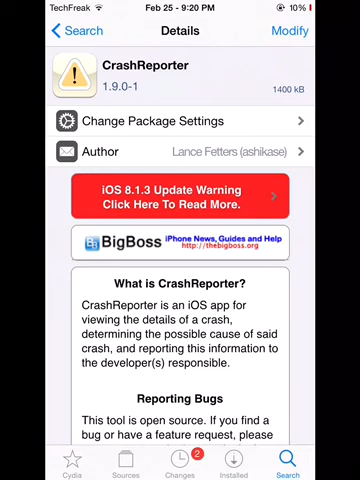 TechFreak Feb 25 - 9:20 PM 10%
Search Details Modify
CrashReporter
1.9.0-1 1400 kB
Change Package Settings
Author Lance Fetters (ashikase)
iOS 8.1.3 Update Warning
Click Here To Read More.
BigBoss iPhone News, Guides and Help
http://thebigboss.org
What is CrashReporter?
CrashReporter is an iOS app for
viewing the details of a crash,
determining the possible cause of said
crash, and reporting this information to
the developer(s) responsible.
Reporting Bugs
This tool is open source. If you find a
bug or have a feature request, please
2
Cydia Sources Changes Installed Search